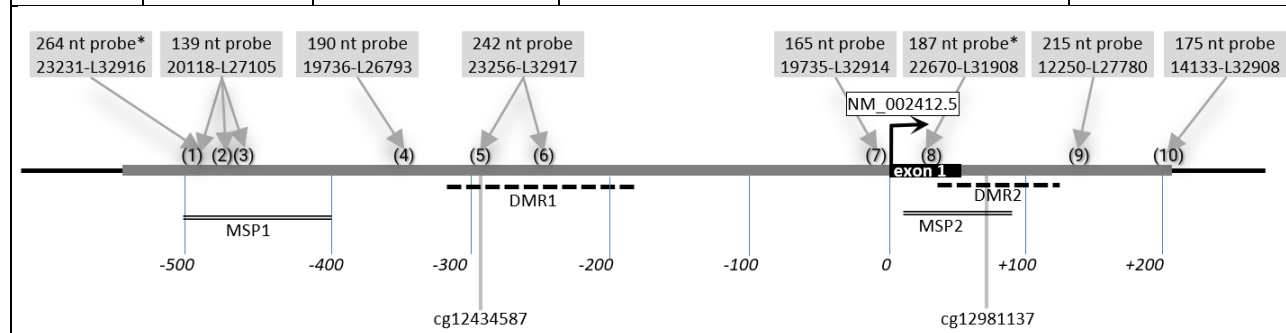 264 nt probe*
23231-L32916
139 nt probe
20118-L27105
190 nt probe
19736-L26793
242 nt probe
23256-L32917
165 nt probe
19735-L32914
187 nt probe*
22670-L31908
215 nt probe
12250-L27780
175 nt probe
14133-L32908
NM_002412.5
(1) (2) (3) (4) (5) (6) (7) (8) (9) (10)
exon 1
DMR1
DMR2
MSP1
MSP2
-500 -400 -300 -200 -100 0 +100 +200
cg12434587
cg12981137